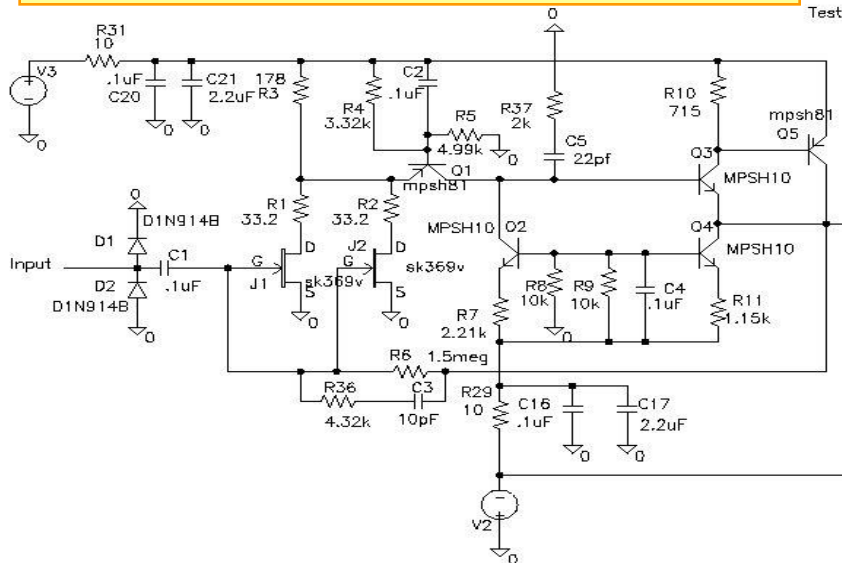 Test
0
R31
10
V3
0
.1uF
C20
0
C21
2.2uF
0
178
R3
R4
3.32k
C2
.1uF
R5
4.99k
0
Q1
mpsh81
0
R37
2k
C5
22pf
R10
715
mpsh81
Q5
Q3
MPSH10
R1
33.2
R2
33.2
MPSH10
Q2
Q4
MPSH10
0
D1N914B
D1
Input
C1
.1uF
D2
D1N914B
0
G
D
S
J1
sk369v
0
J2
G
D
S
sk369v
0
R8
10k
0
R9
10k
C4
.1uF
R7
2.21k
R11
1.15k
R6
1.5meg
R36
4.32k
C3
10pF
R29
10
C16
.1uF
0
C17
2.2uF
0
V2
0